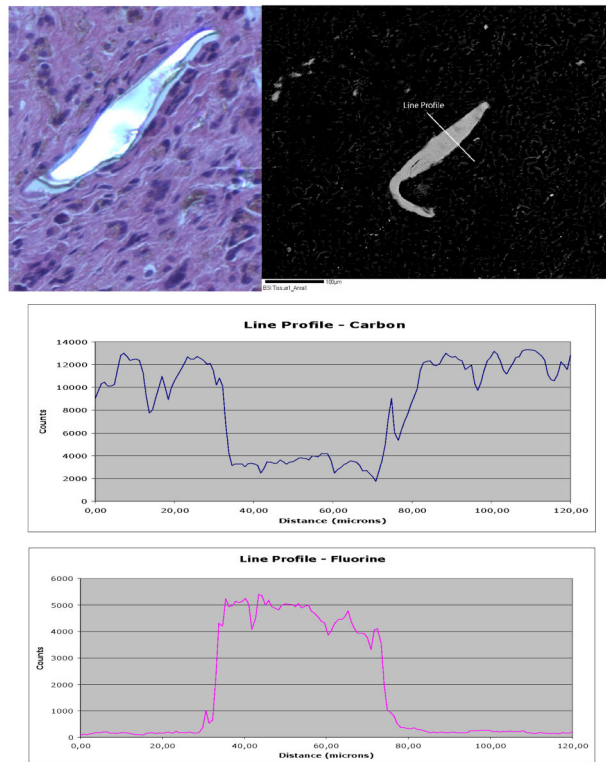 Line Profile
100µm
BSI Tissue1_Area1
Line Profile - Carbon
Counts
14000
12000
10000
8000
6000
4000
2000
0
0,00 20,00 40,00 60,00 80,00 100,00 120,00
Distance (microns)
Line Profile - Fluorine
Counts
6000
5000
4000
3000
2000
1000
0
0,00 20,00 40,00 60,00 80,00 100,00 120,00
Distance (microns)